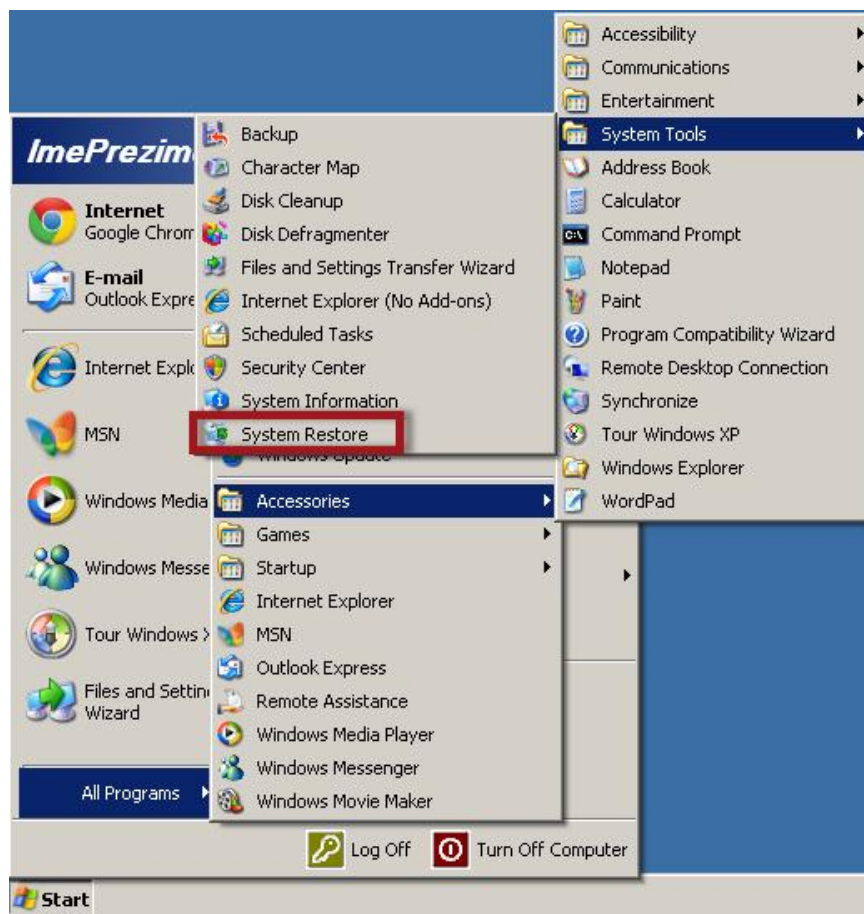 ImePrezim
Internet
Google Chrom
E-mail
Outlook Expre
Internet Explo
MSN
Windows Media
Windows Messe
Tour Windows X
Files and Settin
Wizard
All Programs
Backup
Character Map
Disk Cleanup
Disk Defragmenter
Files and Settings Transfer Wizard
Internet Explorer (No Add-ons)
Scheduled Tasks
Security Center
System Information
System Restore
Windows Update
Accessories
Games
Startup
Internet Explorer
MSN
Outlook Express
Remote Assistance
Windows Media Player
Windows Messenger
Windows Movie Maker
Accessibility
Communications
Entertainment
System Tools
Address Book
Calculator
Command Prompt
Notepad
Paint
Program Compatibility Wizard
Remote Desktop Connection
Synchronize
Tour Windows XP
Windows Explorer
WordPad
Log Off
Turn Off Computer
Start